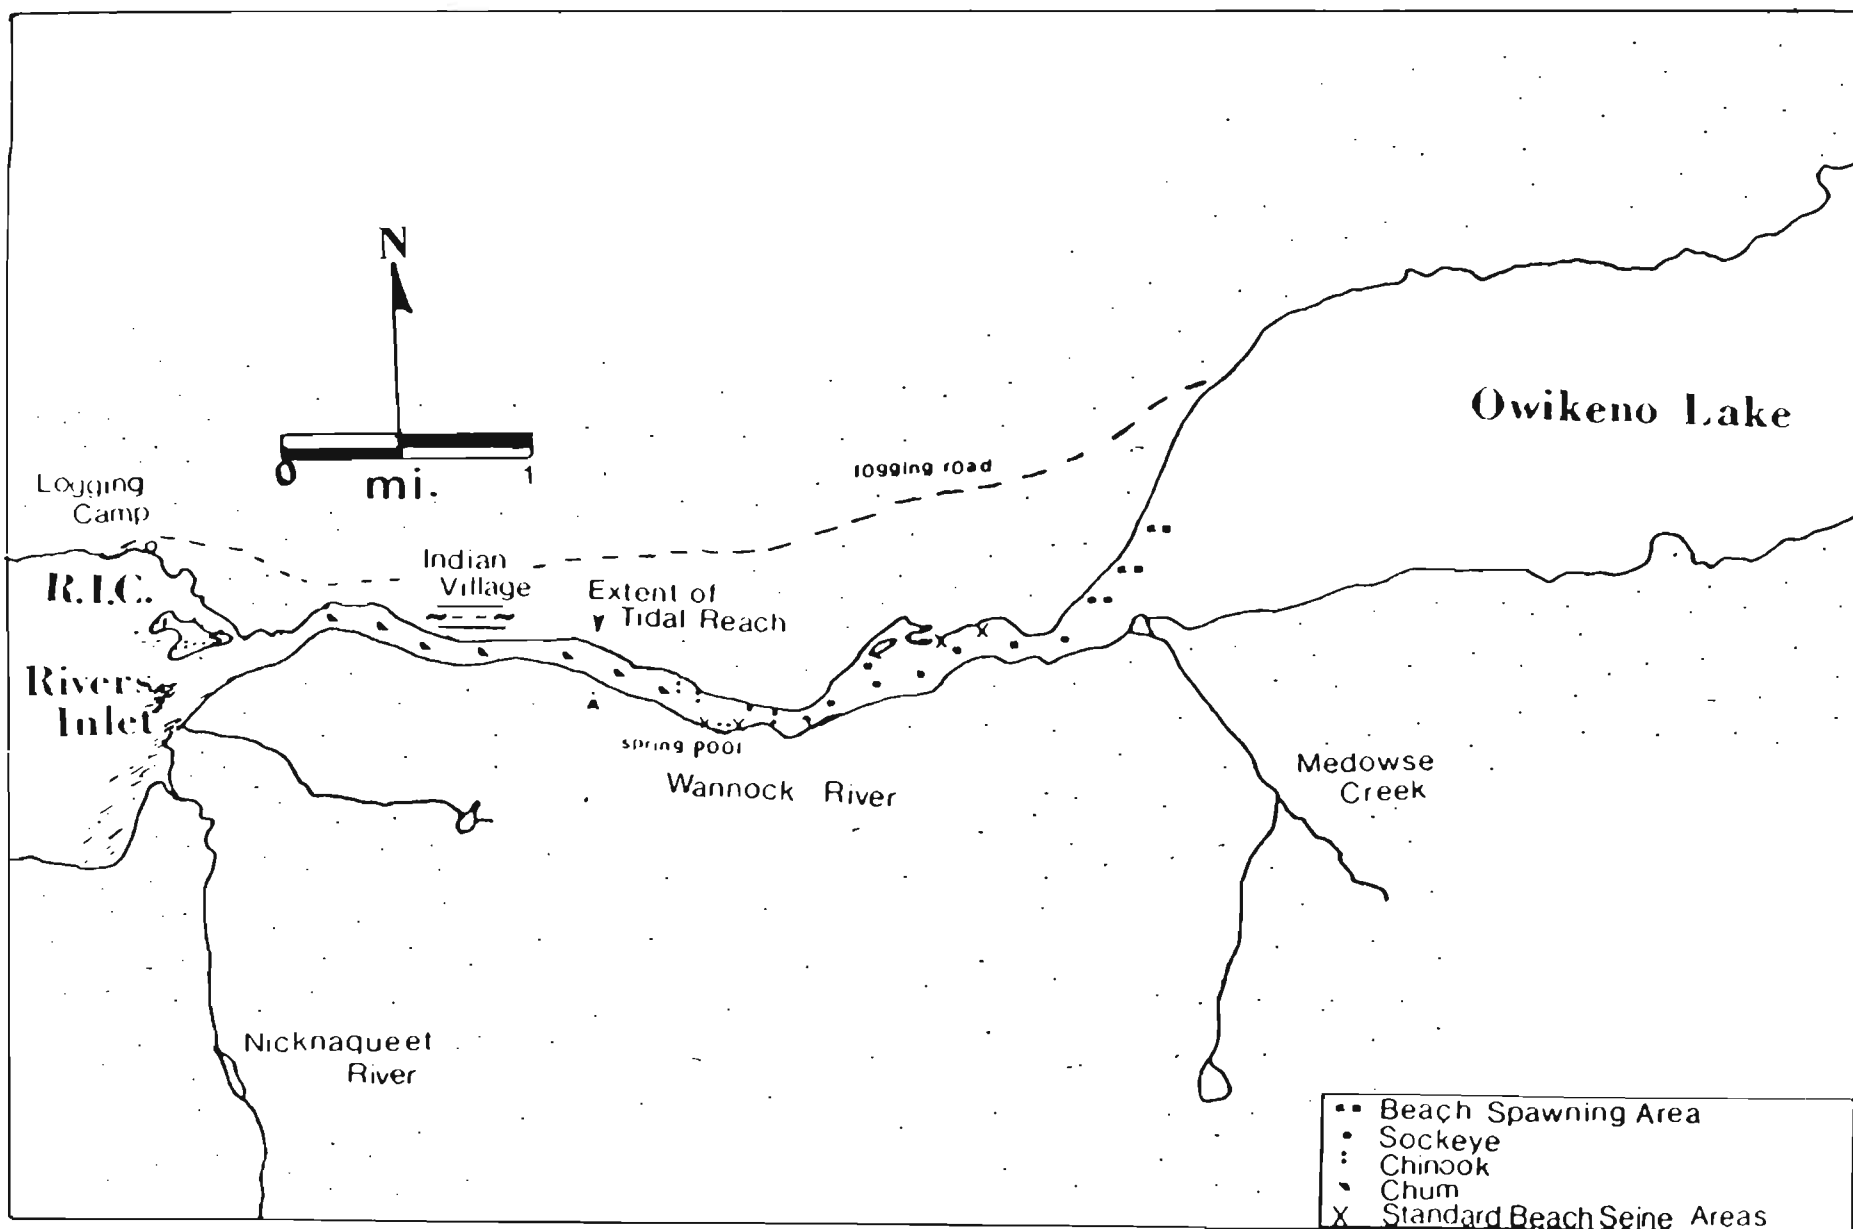 N
0
1
mi.
Owikeno Lake
logging road
Logging
Camp
R.I.C.
Indian
Village
Extent of
Tidal Reach
Rivers
Inlet
spring pool
Wannock River
Medowse
Creek
Nicknaqueet
River
Beach Spawning Area
Sockeye
Chinook
Chum
X Standard Beach Seine Areas